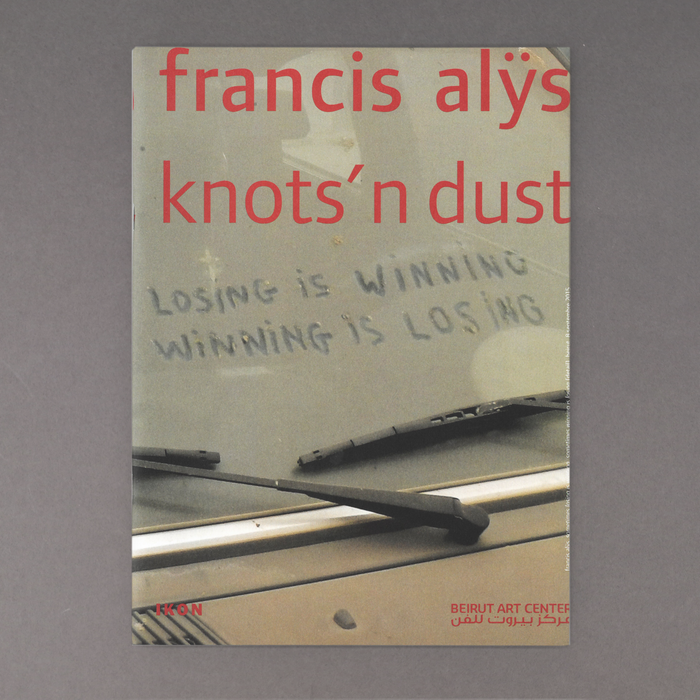 francis alÿs
knots´n dust
LOSiNG iS WiNNiNG
WiNNiNG iS LOSiNG
IKON
BEIRUT ART CENTER
مركز بيروت للفن